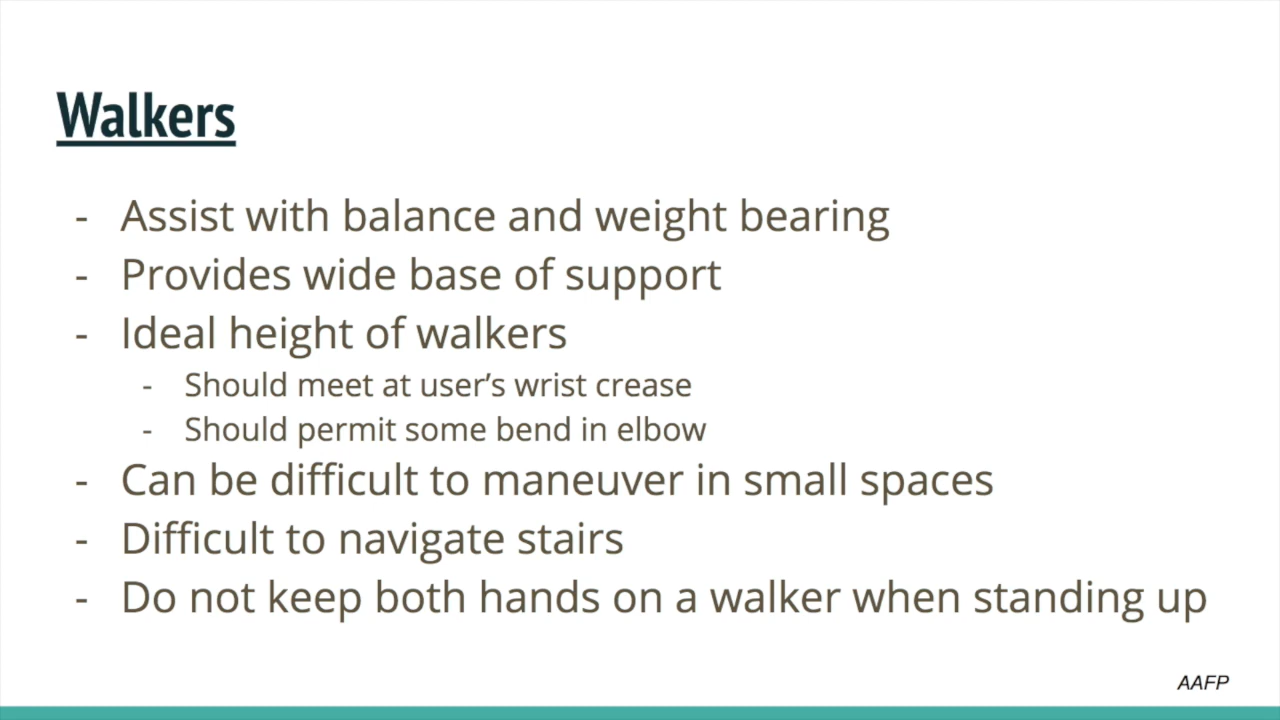 Walkers
- Assist with balance and weight bearing
- Provides wide base of support
- Ideal height of walkers
- Should meet at user’s wrist crease
- Should permit some bend in elbow
- Can be difficult to maneuver in small spaces
- Difficult to navigate stairs
- Do not keep both hands on a walker when standing up
AAFP